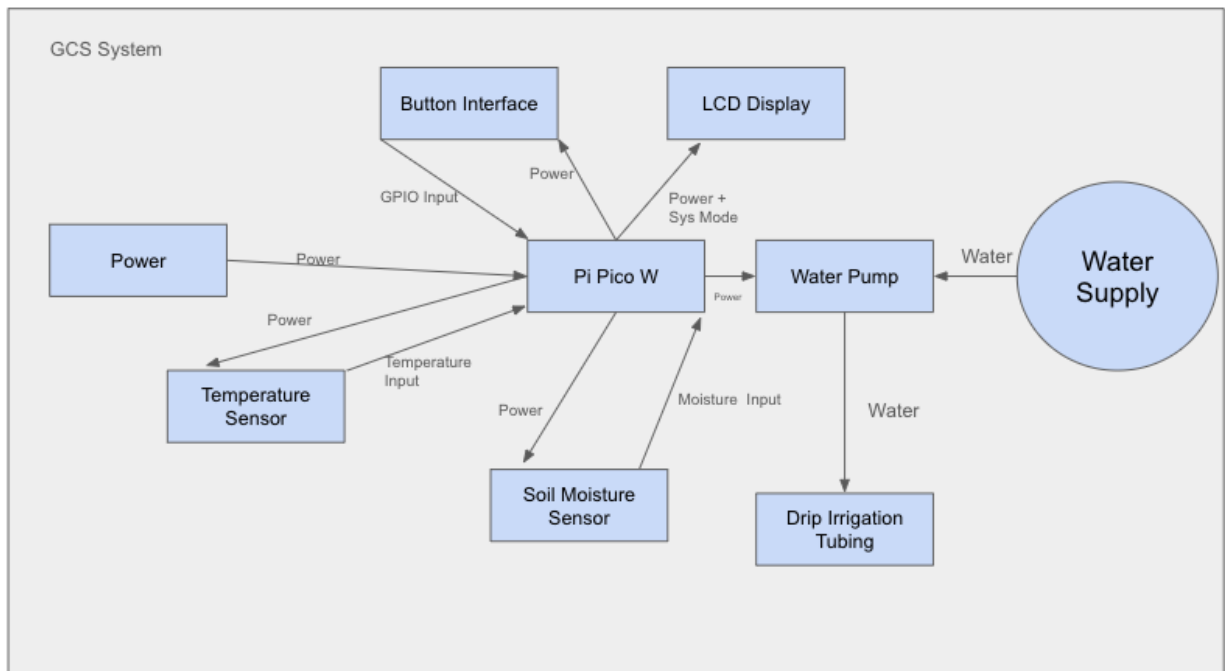 GCS System
Button Interface
LCD Display
Power
GPIO Input
Power +
Sys Mode
Power
Power
Pi Pico W
Power
Water Pump
Water
Water
Supply
Power
Temperature
Input
Temperature
Sensor
Power
Moisture  Input
Water
Soil Moisture
Sensor
Drip Irrigation
Tubing